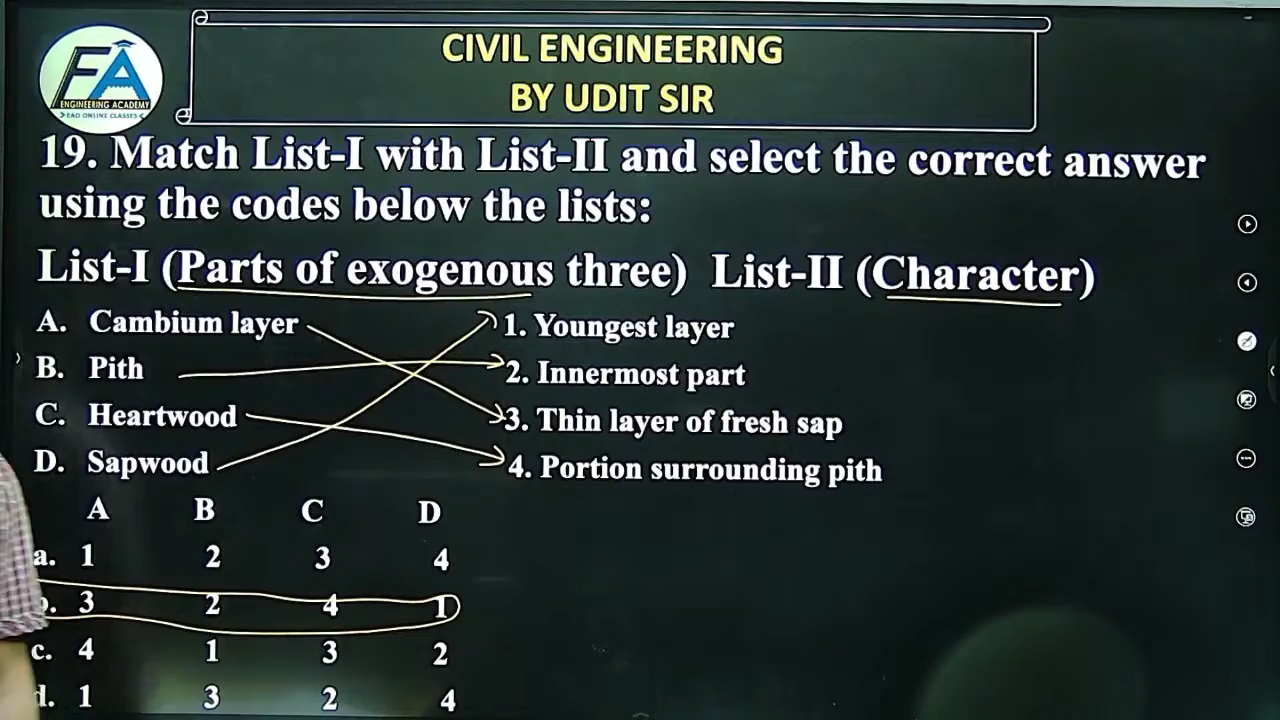 FA
ENGINEERING ACADEMY
EAD ONLINE CLASSES
CIVIL ENGINEERING
BY UDIT SIR
19. Match List-I with List-II and select the correct answer
using the codes below the lists:
List-I (Parts of exogenous three) List-II (Character)
A. Cambium layer 1. Youngest layer
B. Pith 2. Innermost part
C. Heartwood 3. Thin layer of fresh sap
D. Sapwood 4. Portion surrounding pith
A B C D
a. 1 2 3 4
b. 3 2 4 1
c. 4 1 3 2
d. 1 3 2 4